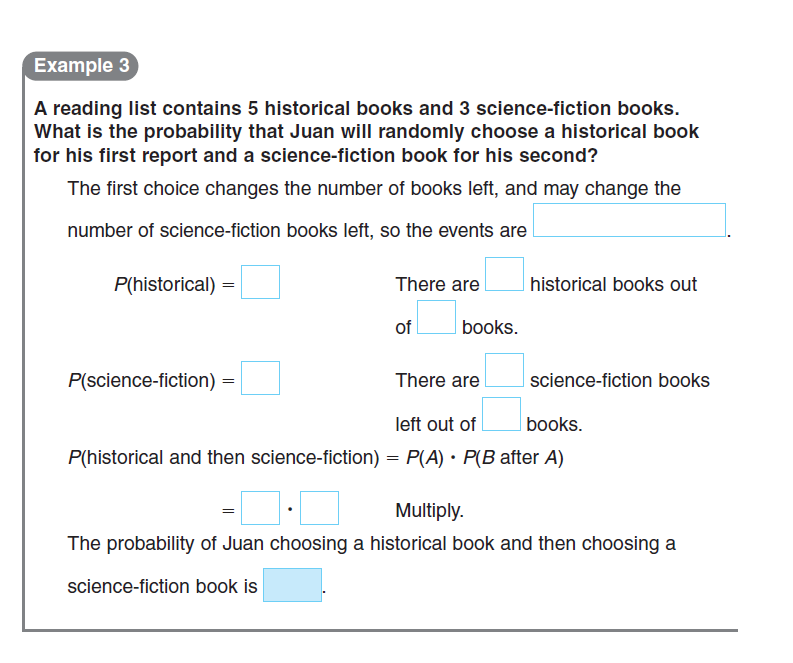 Example 3
A reading list contains 5 historical books and 3 science-fiction books.
What is the probability that Juan will randomly choose a historical book
for his first report and a science-fiction book for his second?
The first choice changes the number of books left, and may change the
number of science-fiction books left, so the events are .
P(historical) = There are historical books out
of books.
P(science-fiction) = There are science-fiction books
left out of books.
P(historical and then science-fiction) = P(A) · P(B after A)
= · Multiply.
The probability of Juan choosing a historical book and then choosing a
science-fiction book is .